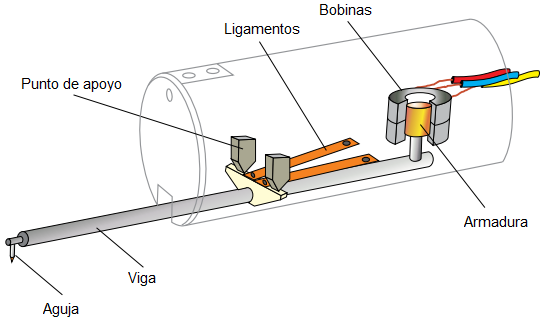 Bobinas
Ligamentos
Punto de apoyo
Armadura
Viga
Aguja